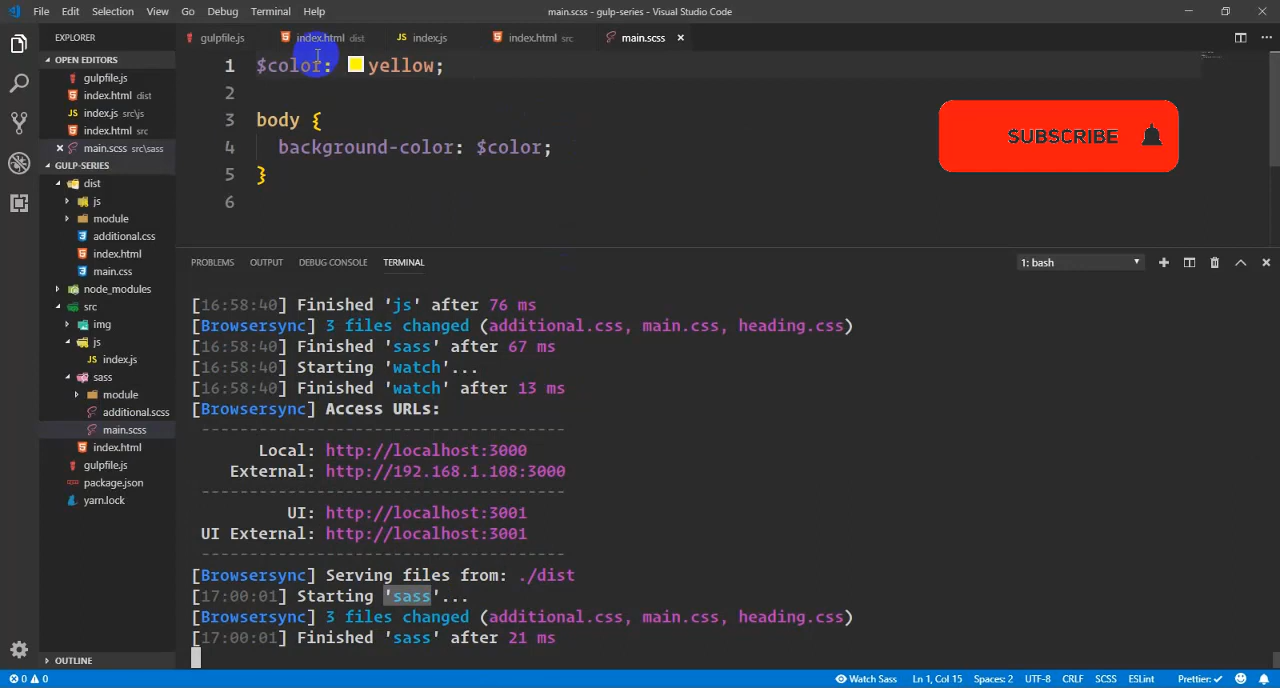 File Edit Selection View Go Debug Terminal Help
main.scss - gulp-series - Visual Studio Code
EXPLORER
gulpfile.js
index.html dist
index.js
index.html src
main.scss
OPEN EDITORS
gulpfile.js
index.html dist
index.js src\js
index.html src
main.scss src\sass
GULP-SERIES
dist
js
module
additional.css
index.html
main.css
node_modules
src
img
js
index.js
sass
module
additional.scss
main.scss
index.html
gulpfile.js
package.json
yarn.lock
OUTLINE
1 $color: yellow;
2
3 body {
4 background-color: $color;
5 }
6
SUBSCRIBE
PROBLEMS OUTPUT DEBUG CONSOLE TERMINAL
1: bash
[16:58:40] Finished 'js' after 76 ms
[Browsersync] 3 files changed (additional.css, main.css, heading.css)
[16:58:40] Finished 'sass' after 67 ms
[16:58:40] Starting 'watch'...
[16:58:40] Finished 'watch' after 13 ms
[Browsersync] Access URLs:
--------------------------------------
Local: http://localhost:3000
External: http://192.168.1.108:3000
--------------------------------------
UI: http://localhost:3001
UI External: http://localhost:3001
--------------------------------------
[Browsersync] Serving files from: ./dist
[17:00:01] Starting 'sass'...
[Browsersync] 3 files changed (additional.css, main.css, heading.css)
[17:00:01] Finished 'sass' after 21 ms
0 0
Watch Sass Ln 1, Col 15 Spaces: 2 UTF-8 CRLF SCSS ESLint Prettier: ✓